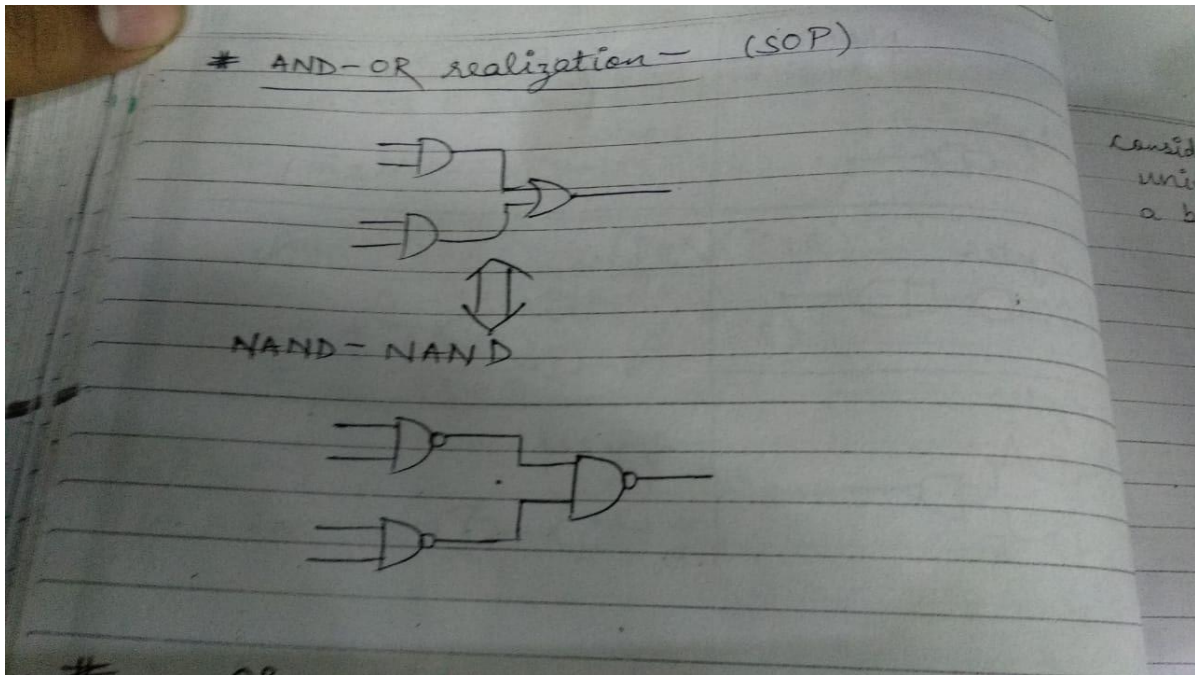 # AND-OR realization - (SOP)
NAND - NAND
a b
#